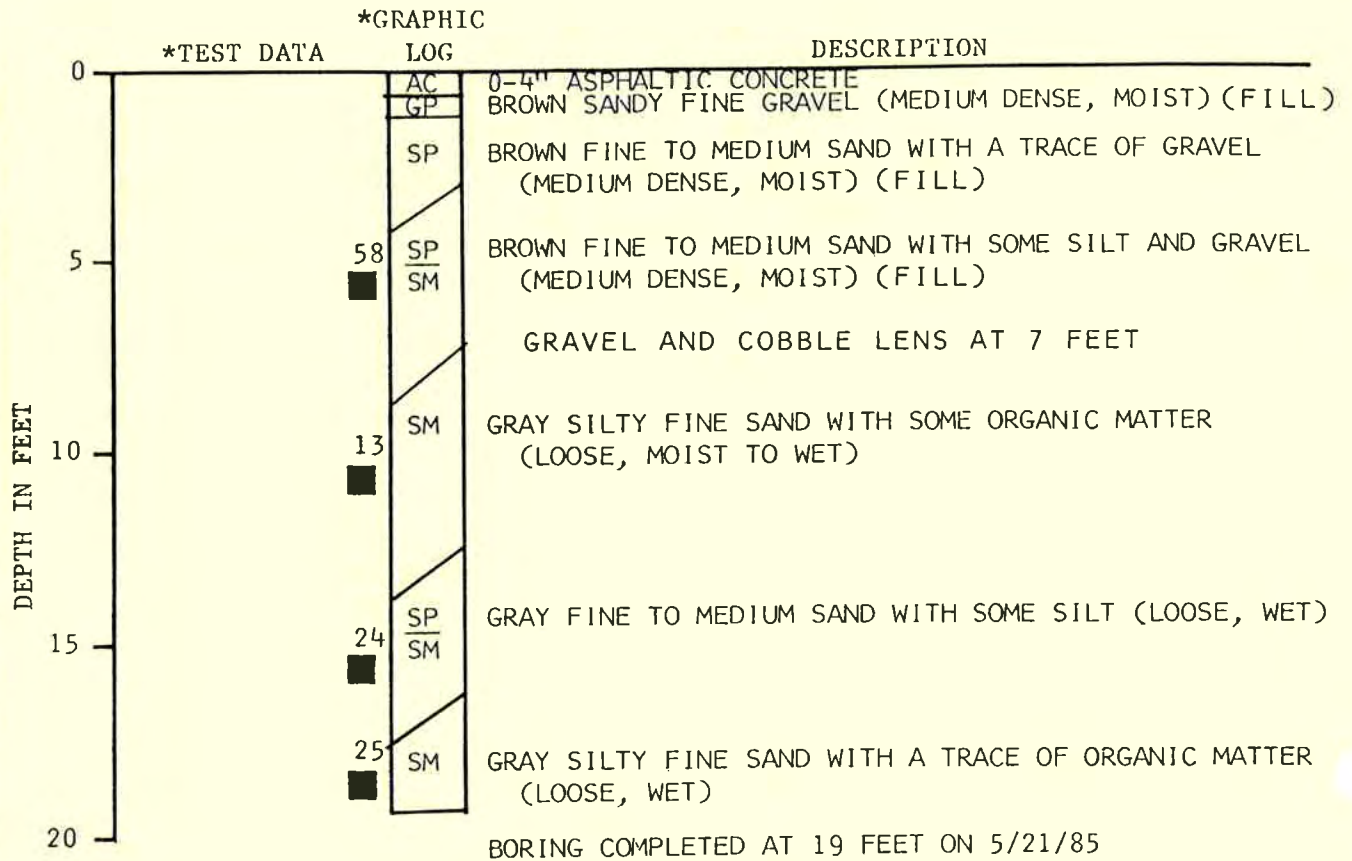 *GRAPHIC
*TEST DATA LOG DESCRIPTION
0
AC 0-4" ASPHALTIC CONCRETE
GP BROWN SANDY FINE GRAVEL (MEDIUM DENSE, MOIST) (FILL)
SP BROWN FINE TO MEDIUM SAND WITH A TRACE OF GRAVEL
(MEDIUM DENSE, MOIST) (FILL)
58 SP BROWN FINE TO MEDIUM SAND WITH SOME SILT AND GRAVEL
5 SM (MEDIUM DENSE, MOIST) (FILL)
GRAVEL AND COBBLE LENS AT 7 FEET
SM GRAY SILTY FINE SAND WITH SOME ORGANIC MATTER
10 13 (LOOSE, MOIST TO WET)
DEPTH IN FEET
SP GRAY FINE TO MEDIUM SAND WITH SOME SILT (LOOSE, WET)
15 24 SM
25 SM GRAY SILTY FINE SAND WITH A TRACE OF ORGANIC MATTER
(LOOSE, WET)
20 BORING COMPLETED AT 19 FEET ON 5/21/85